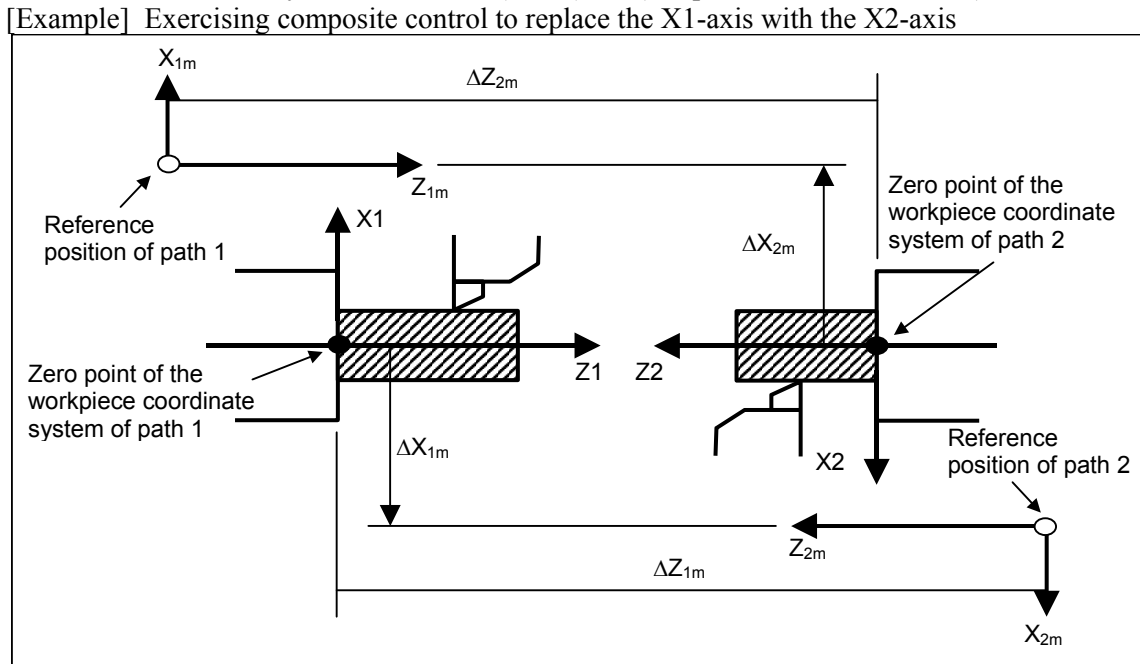 [Example] Exercising composite control to replace the X1-axis with the X2-axis
X1m
ΔZ2m
Z1m
Reference
position of path 1
X1
Zero point of the
workpiece coordinate
system of path 2
ΔX2m
Z1
Z2
Zero point of the
workpiece coordinate
system of path 1
ΔX1m
X2
Reference
position of path 2
Z2m
ΔZ1m
X2m